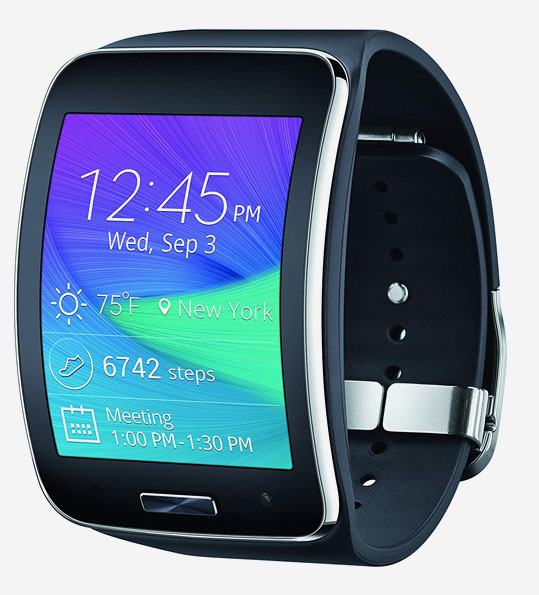 12:45 PM
Wed, Sep 3
75°F New York
6742 steps
Meeting
1:00 PM-1:30 PM